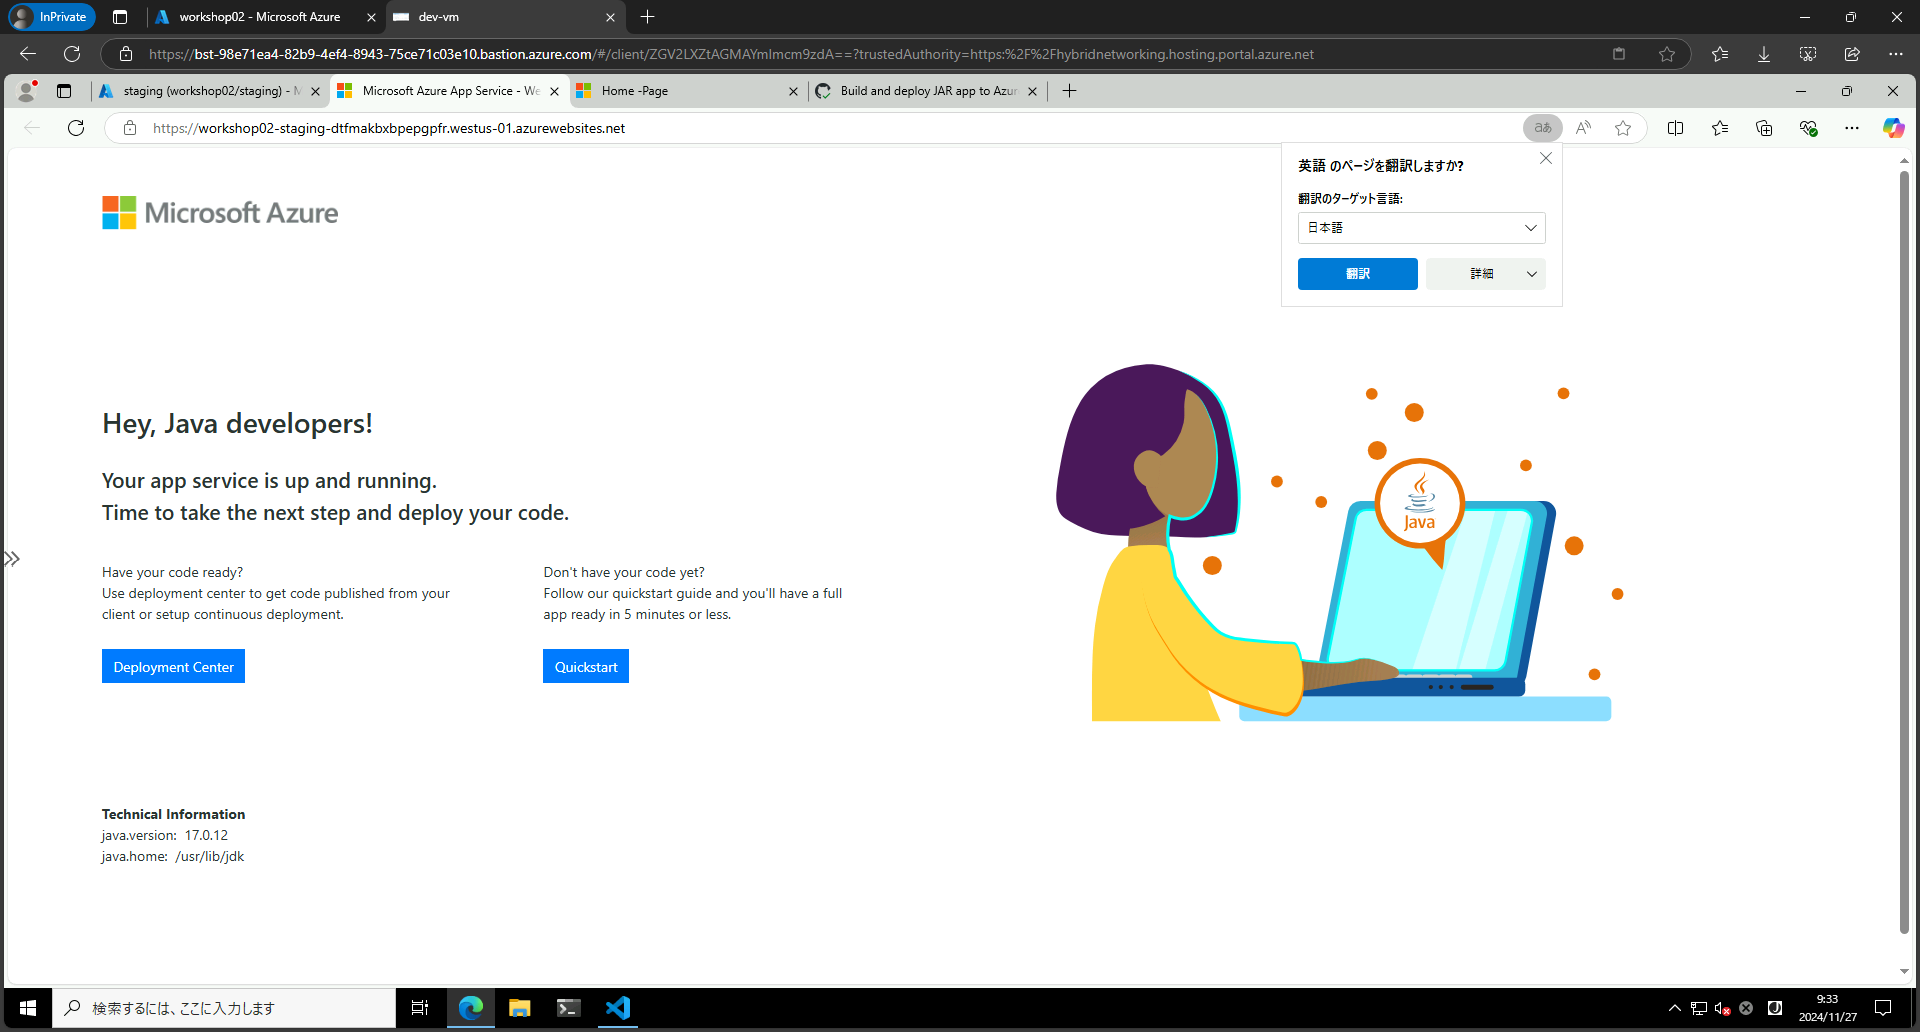 InPrivate
workshop02 - Microsoft Azure
dev-vm
https://bst-98e71ea4-82b9-4ef4-8943-75ce71c03e10.bastion.azure.com/#/client/ZGV2LXZtAGMAYmlmcm9zdA==?trustedAuthority=https:%2F%2Fhybridnetworking.hosting.portal.azure.net
staging (workshop02/staging) - M
Microsoft Azure App Service - We
Home -Page
Build and deploy JAR app to Azur
https://workshop02-staging-dtfmakbxbpepgpfr.westus-01.azurewebsites.net
英語 のページを翻訳しますか?
翻訳のターゲット言語:
日本語
翻訳
詳細
Microsoft Azure
Hey, Java developers!
Your app service is up and running.
Time to take the next step and deploy your code.
Have your code ready?
Use deployment center to get code published from your
client or setup continuous deployment.
Deployment Center
Don't have your code yet?
Follow our quickstart guide and you'll have a full
app ready in 5 minutes or less.
Quickstart
Java
Technical Information
java.version: 17.0.12
java.home: /usr/lib/jdk
検索するには、ここに入力します
9:33
2024/11/27